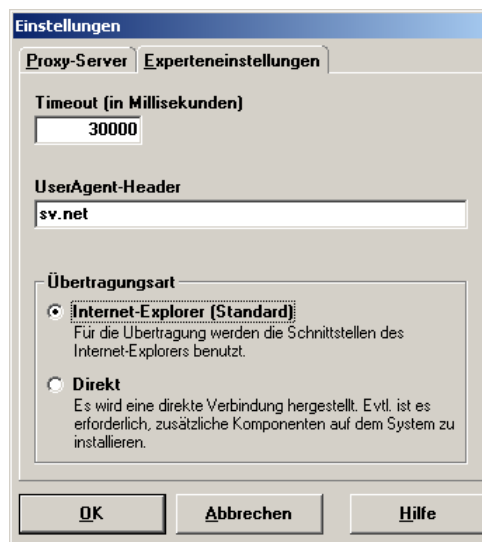 Einstellungen
Proxy-Server Experteneinstellungen
Timeout (in Millisekunden)
30000
UserAgent-Header
sv.net
Übertragungsart
Internet-Explorer (Standard)
Für die Übertragung werden die Schnittstellen des
Internet-Explorers benutzt.
Direkt
Es wird eine direkte Verbindung hergestellt. Evtl. ist es
erforderlich, zusätzliche Komponenten auf dem System zu
installieren.
OK Abbrechen Hilfe